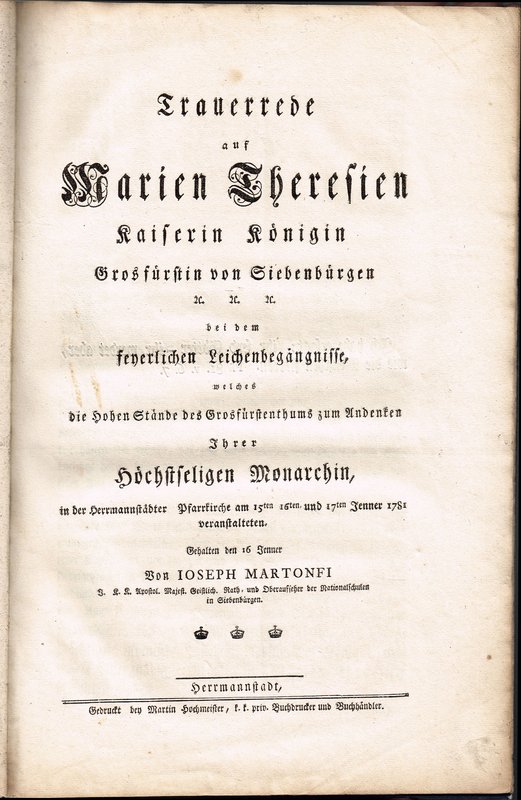 Trauerrede
auf
Marien Theresien
Kaiserin Königin
Grosfürstin von Siebenbürgen
ꝛc. ꝛc. ꝛc.
bei dem
feyerlichen Leichenbegängnisse,
welches
die Hohen Stände des Grosfürstenthums zum Andenken
Ihrer
Höchstseligen Monarchin,
in der Herrmannstädter Pfarrkirche am 15ten 16ten. und 17ten Jenner 1781
veranstalteten.
Gehalten den 16 Jenner
Von IOSEPH MARTONFI
J. K. K. Apostol. Majest. Geistlich. Rath- und Oberaufseher der Nationalschulen
in Siebenbürgen.
Herrmannstadt,
Gedruckt bey Martin Hochmeister, k. k. priv. Buchdrucker und Buchhändler.